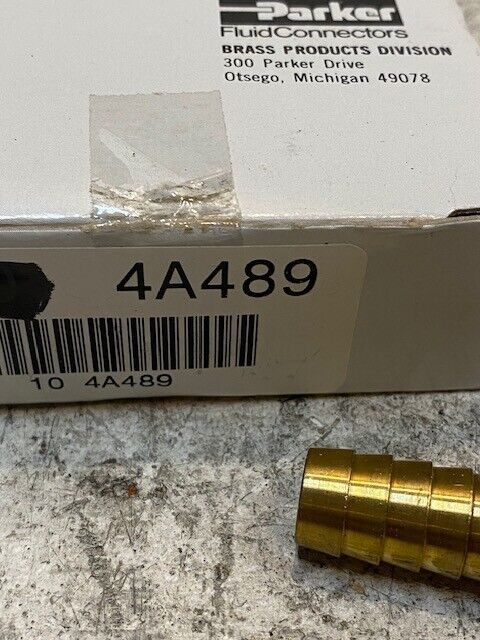 Parker
FluidConnectors
BRASS PRODUCTS DIVISION
300 Parker Drive
Otsego, Michigan 49078
4A489
10 4A489